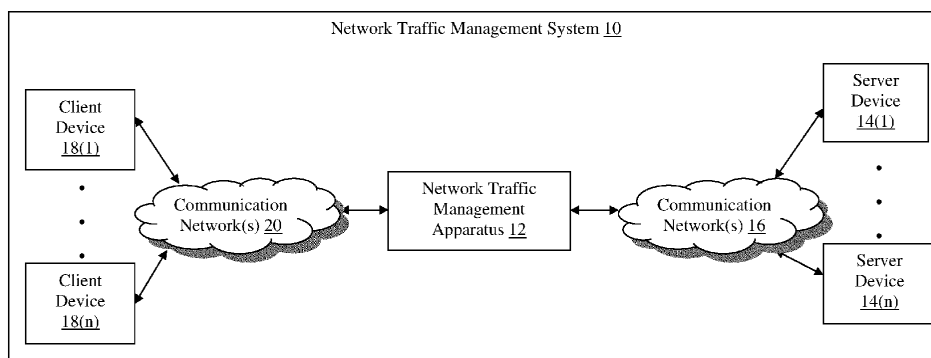 Network Traffic Management System 10
Client
Device
18(1)
Client
Device
18(n)
Communication
Network(s) 20
Network Traffic
Management
Apparatus 12
Communication
Network(s) 16
Server
Device
14(1)
Server
Device
14(n)